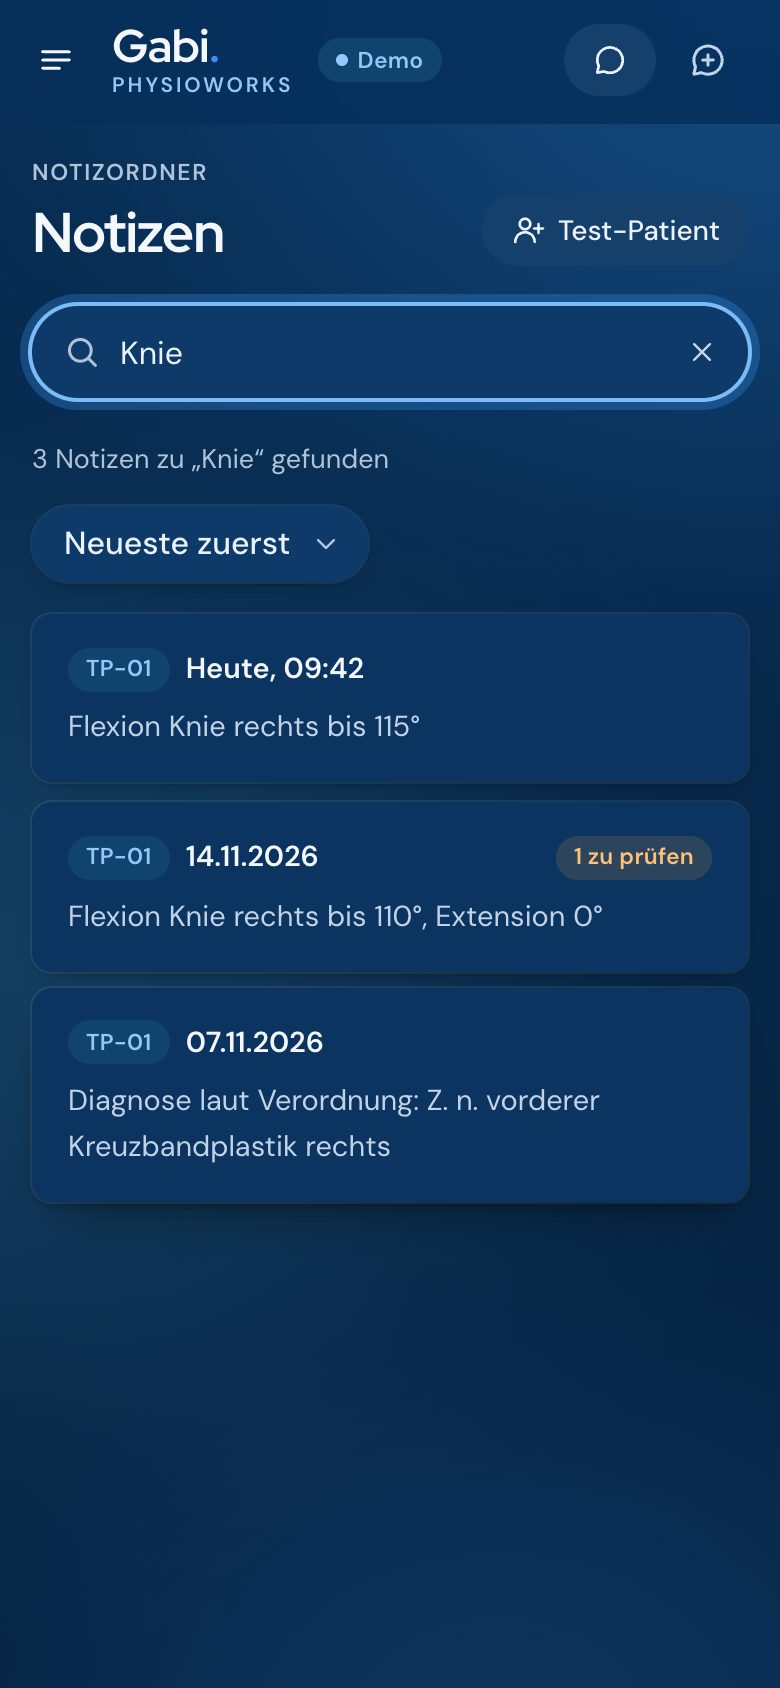 Gabi.
PHYSIOWORKS
Demo
NOTIZORDNER
Notizen
Test-Patient
Knie
3 Notizen zu „Knie“ gefunden
Neueste zuerst
TP-01 Heute, 09:42
Flexion Knie rechts bis 115°
TP-01 14.11.2026 1 zu prüfen
Flexion Knie rechts bis 110°, Extension 0°
TP-01 07.11.2026
Diagnose laut Verordnung: Z. n. vorderer
Kreuzbandplastik rechts